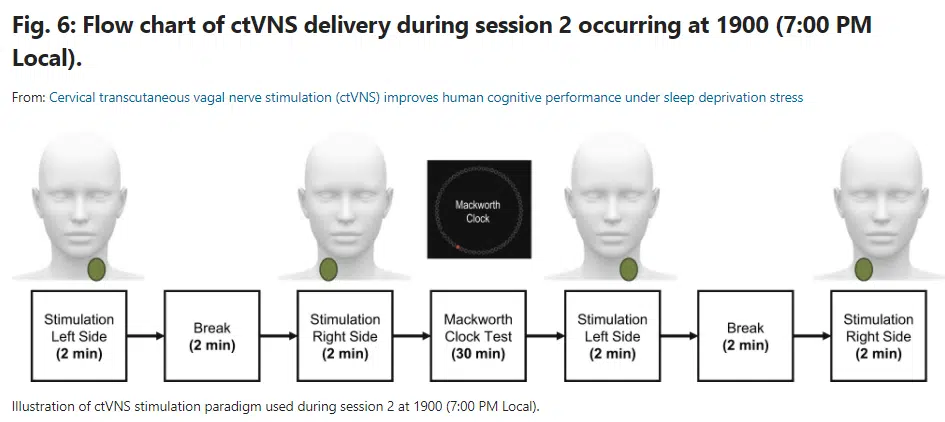 Fig. 6: Flow chart of ctVNS delivery during session 2 occurring at 1900 (7:00 PM
Local).
From: Cervical transcutaneous vagal nerve stimulation (ctVNS) improves human cognitive performance under sleep deprivation stress
Mackworth
Clock
Stimulation
Left Side
(2 min)
Break
(2 min)
Stimulation
Right Side
(2 min)
Mackworth
Clock Test
(30 min)
Stimulation
Left Side
(2 min)
Break
(2 min)
Stimulation
Right Side
(2 min)
Illustration of ctVNS stimulation paradigm used during session 2 at 1900 (7:00 PM Local).